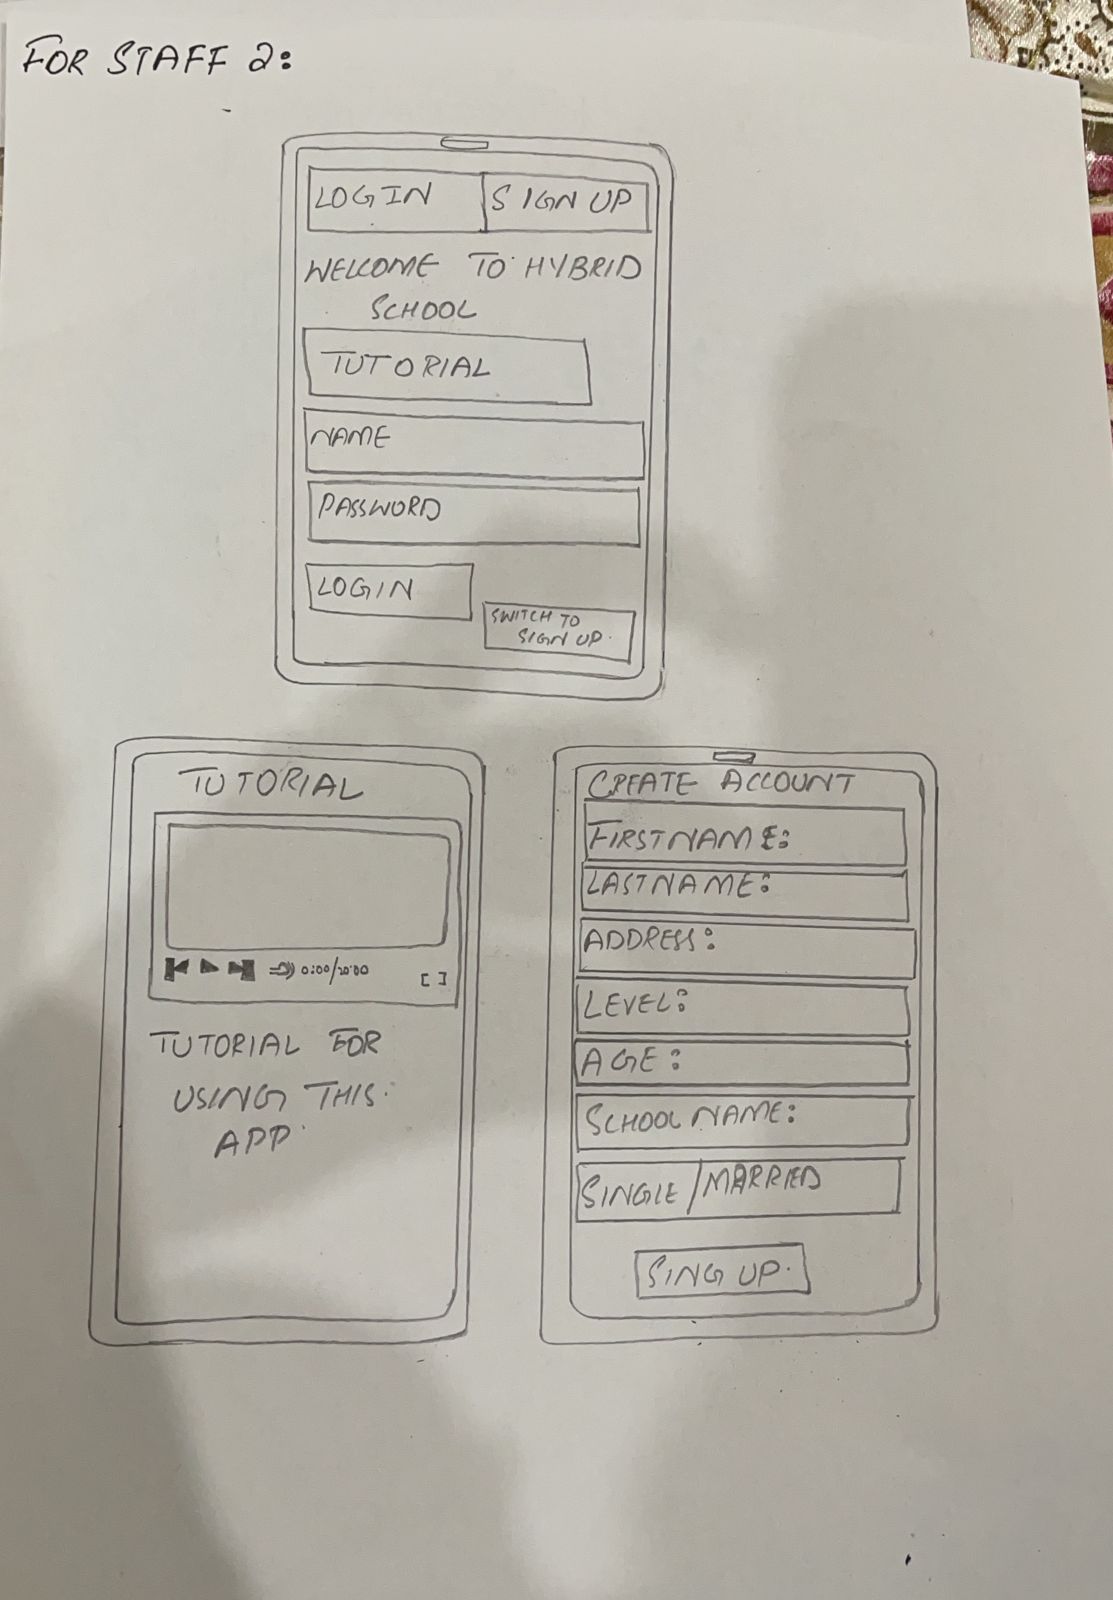 FOR STAFF 2:
LOGIN SIGN UP
WELCOME TO HYBRID
SCHOOL
TUTORIAL
NAME
PASSWORD
LOGIN
SWITCH TO
SIGN UP.
TUTORIAL
0:00/20:00
TUTORIAL FOR
USING THIS.
APP.
CREATE ACCOUNT
FIRSTNAME:
LASTNAME:
ADDRESS:
LEVEL:
AGE:
SCHOOL NAME:
SINGLE/MARRIED
SING UP.